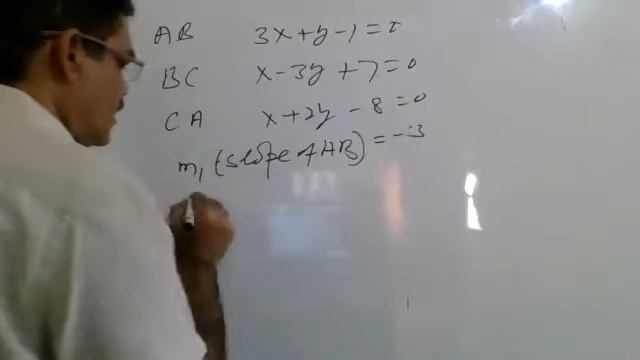 AB 3x+y-1=0
BC x-3y+7=0
CA x+2y-8=0
m₁ (slope of AB) = -3